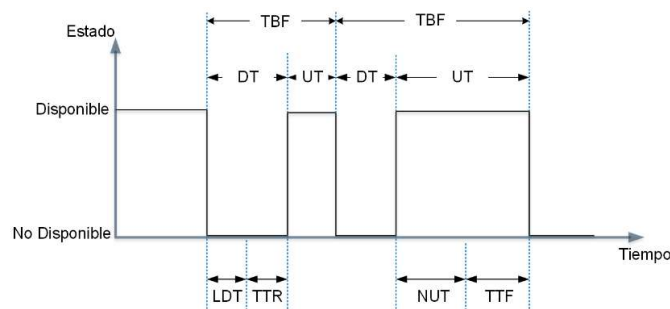 TBF TBF
Estado
DT UT DT UT
Disponible
No Disponible
Tiempo
LDT TTR NUT TTF